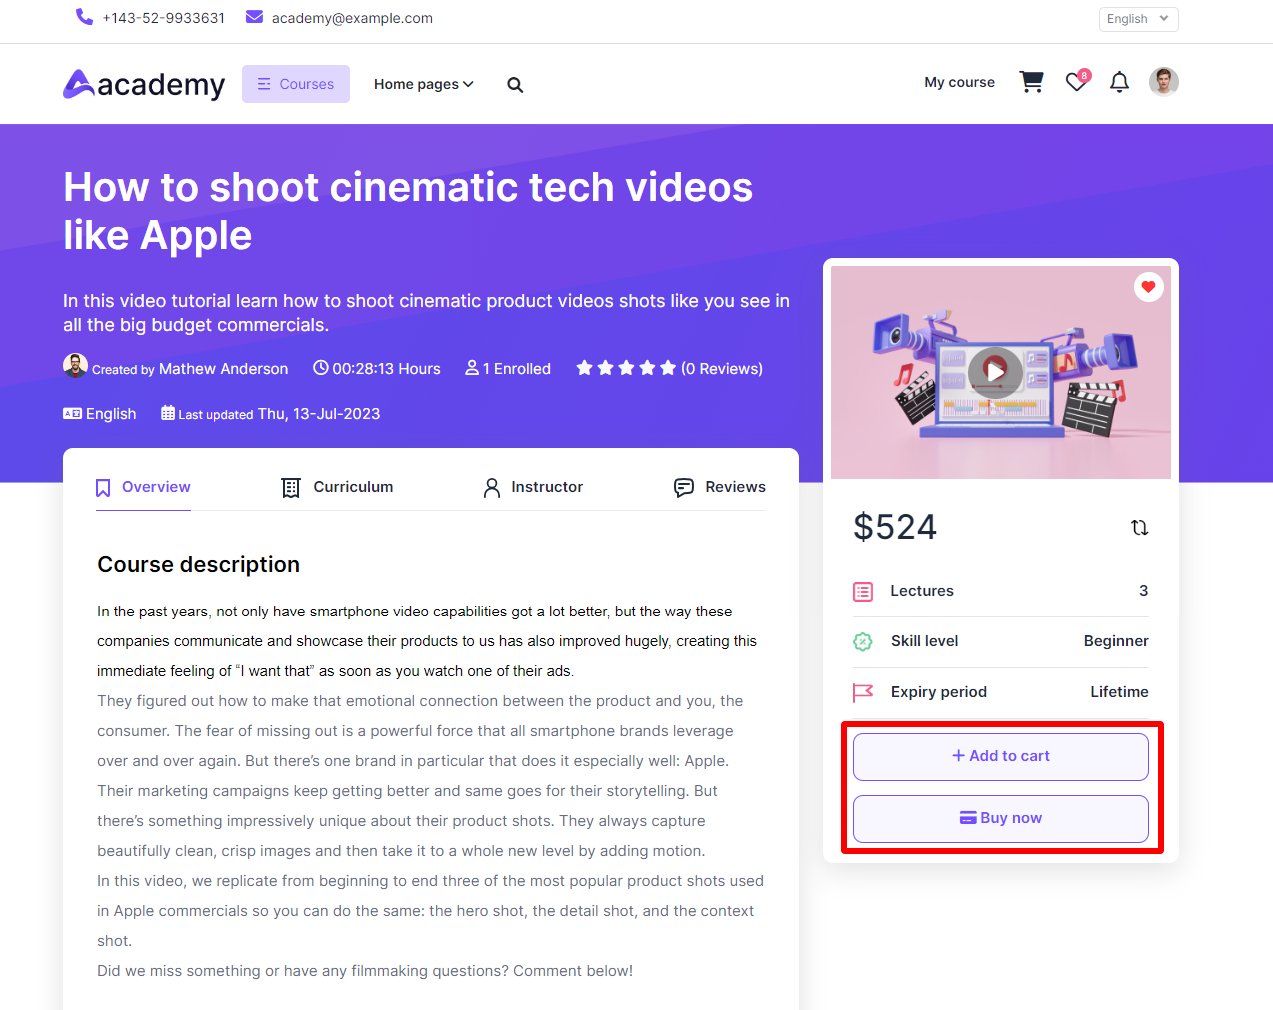 +143-52-9933631 academy@example.com English
academy Courses Home pages My course 8
How to shoot cinematic tech videos
like Apple
In this video tutorial learn how to shoot cinematic product videos shots like you see in
all the big budget commercials.
Created by Mathew Anderson 00:28:13 Hours 1 Enrolled (0 Reviews)
English Last updated Thu, 13-Jul-2023
Overview Curriculum Instructor Reviews
Course description
In the past years, not only have smartphone video capabilities got a lot better, but the way these
companies communicate and showcase their products to us has also improved hugely, creating this
immediate feeling of “I want that” as soon as you watch one of their ads.
They figured out how to make that emotional connection between the product and you, the
consumer. The fear of missing out is a powerful force that all smartphone brands leverage
over and over again. But there’s one brand in particular that does it especially well: Apple.
Their marketing campaigns keep getting better and same goes for their storytelling. But
there’s something impressively unique about their product shots. They always capture
beautifully clean, crisp images and then take it to a whole new level by adding motion.
In this video, we replicate from beginning to end three of the most popular product shots used
in Apple commercials so you can do the same: the hero shot, the detail shot, and the context
shot.
Did we miss something or have any filmmaking questions? Comment below!
$524
Lectures 3
Skill level Beginner
Expiry period Lifetime
+ Add to cart
Buy now